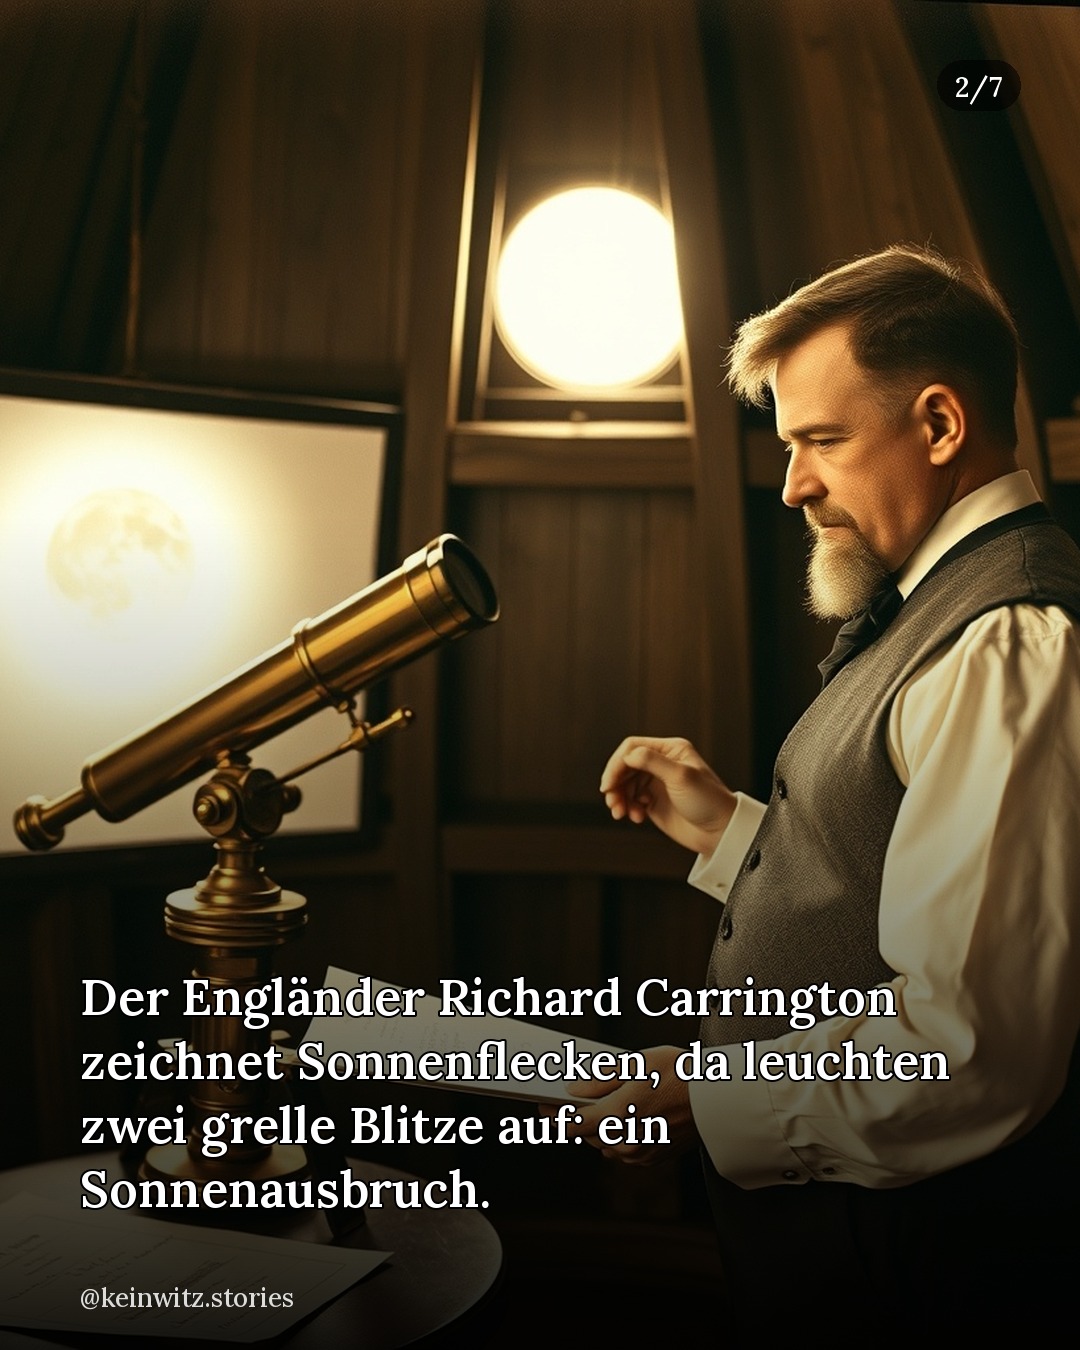 2/7
Der Engländer Richard Carrington
zeichnet Sonnenflecken, da leuchten
zwei grelle Blitze auf: ein
Sonnenausbruch.
@keinwitz.stories